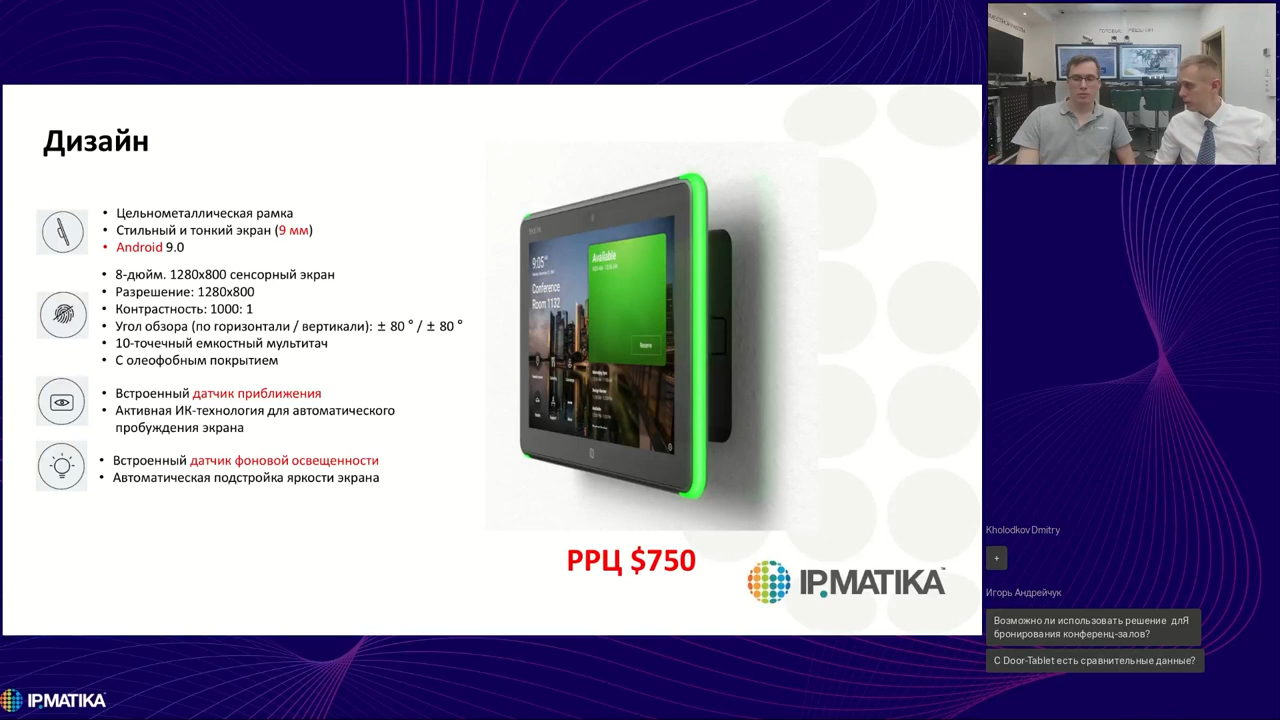 Дизайн
• Цельнометаллическая рамка
• Стильный и тонкий экран (9 мм)
• Android 9.0
• 8-дюйм. 1280x800 сенсорный экран
• Разрешение: 1280x800
• Контрастность: 1000: 1
• Угол обзора (по горизонтали / вертикали): ± 80 ° / ± 80 °
• 10-точечный емкостный мультитач
• С олеофобным покрытием
• Встроенный датчик приближения
• Активная ИК-технология для автоматического
пробуждения экрана
• Встроенный датчик фоновой освещенности
• Автоматическая подстройка яркости экрана
9:05
Conference
Room 1132
Available
Reserve
РРЦ $750
IP.MATIKA™
Kholodkov Dmitry
+
Игорь Андрейчук
Возможно ли использовать решение длЯ
бронирования конференц-залов?
С Door-Tablet есть сравнительные данные?
IP.MATIKA